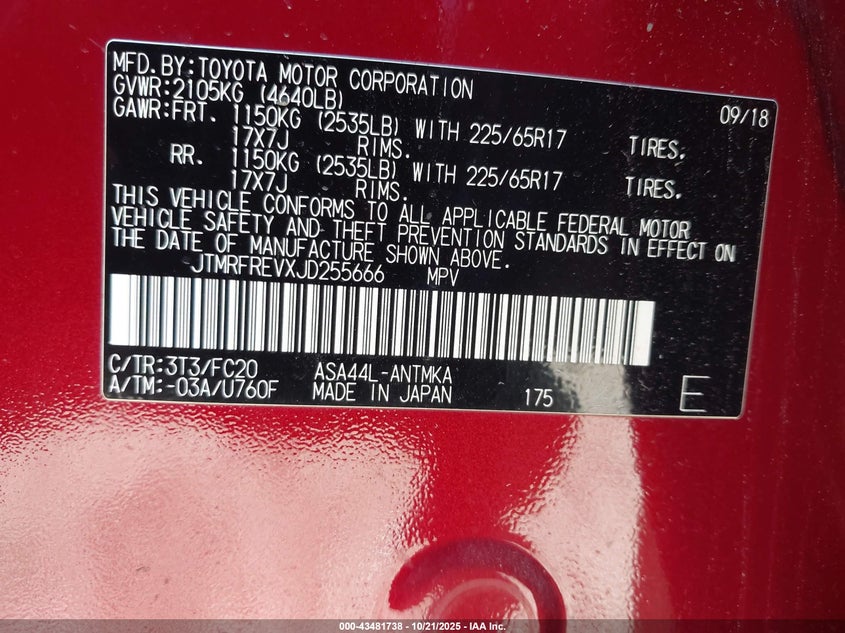 MFD.BY:TOYOTA MOTOR CORPORATION 09/18
GVWR:2105KG (4640LB)
GAWR:FRT. 1150KG (2535LB) WITH 225/65R17 TIRES.
17X7J RIMS.
RR. 1150KG (2535LB) WITH 225/65R17 TIRES.
17X7J RIMS.
THIS VEHICLE CONFORMS TO ALL APPLICABLE FEDERAL MOTOR
VEHICLE SAFETY AND THEFT PREVENTION STANDARDS IN EFFECT ON
THE DATE OF MANUFACTURE SHOWN ABOVE.
JTMRFREVXJD255666 MPV
C/TR:3T3/FC20 ASA44L-ANTMKA
A/TM:-03A/U760F MADE IN JAPAN 175 E
000-43481738 - 10/21/2025 - IAA Inc.